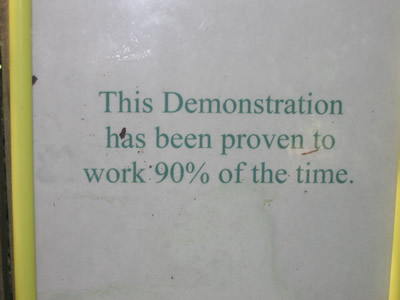 This Demonstration
has been proven to
work 90% of the time.